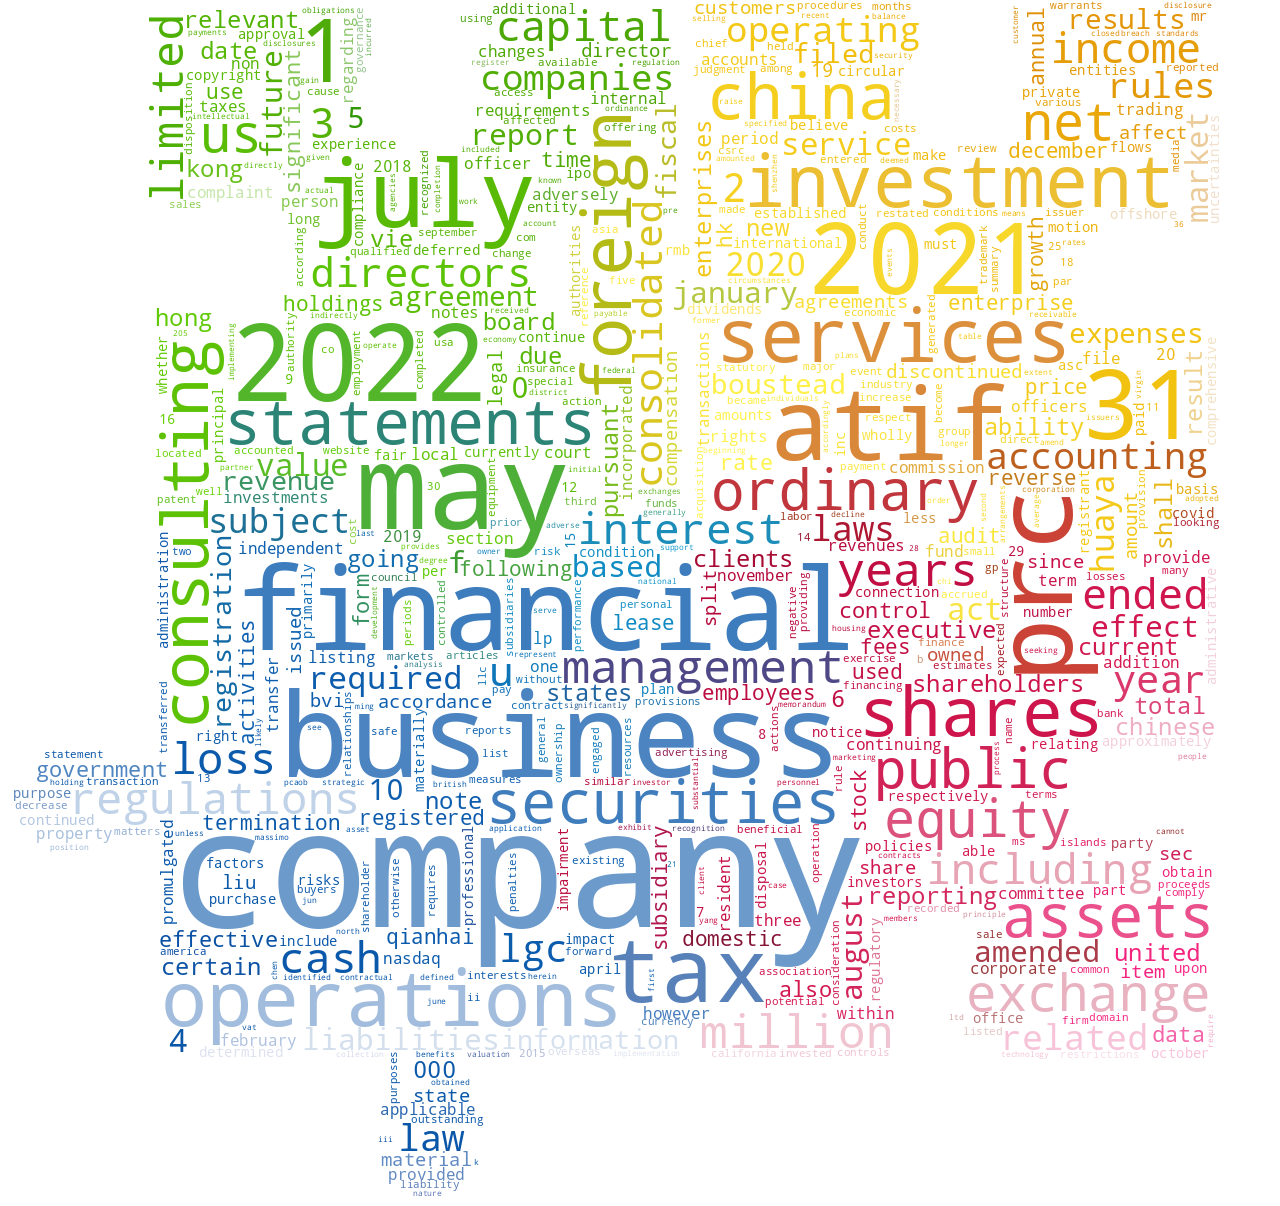 relevant
approval
limited
date
non
copyright
use
taxes
us
kong
complaint
sales
payments
disclosures
obligations
gain
cause
intellectual
disposition
directly
future
significant
1
3
5
regarding
governance
incurred
experience
given
actual
person
long
july
2018
compliance
agencies
recognized
completion
officer
report
capital
additional
using
changes
director
register
available
regulation
companies
access
internal
ordinance
requirements
affected
offering
included
time
ipo
known
work
adversely
entity
account
com
change
september
vie
qualified
deferred
according
directors
holdings
agreement
notes
received
indirectly
board
continue
economy
hong
205
whether
implementing
authority
9
co
operate
employment
usa
completed
due
insurance
special
district
action
legal
0
2022
foreign
fiscal
consolidated
authorities
asia
reference
five
payable
federal
pre
rmb
customers
procedures
recent
months
balance
selling
operating
chief
held
security
accounts
filed
judgment
among
19
circular
china
raise
necessary
specified
believe
costs
period
csrc
amounted
service
entered
deemed
make
review
enterprises
2
shenzhen
made
established
restated
conditions
means
issuer
investment
new
hk
international
conduct
must
motion
2020
circumstances
2021
events
trademark
summary
growth
25
rates
18
par
january
dividends
agreements
economic
enterprise
receivable
former
generated
table
warrants
disclosure
customer
closed
breach
standards
results
mr
annual
income
entities
reported
private
various
rules
trading
net
affect
december
flows
media
market
uncertainties
offshore
36
consulting
16
located
principal
statements
accounted
website
fair
local
currently
court
partner
value
revenue
30
12
initial
equipment
third
patent
well
investments
prior
adverse
pursuant
incorporated
compensation
exchanges
funds
generally
services
transactions
statutory
major
plans
event
discontinued
extent
asc
file
20
expenses
boustead
became
individuals
industry
increase
become
officers
price
issuers
paid
virgin
11
amounts
rights
accordingly
respect
group
wholly
longer
direct
amend
ability
31
result
comprehensive
atif
inc
beginning
rate
acquisition
payment
commission
reverse
accounting
ordinary
order
second
arrangements
average
corporation
registrant
huaya
amount
provision
shall
basis
adopted
covid
looking
subject
cost
last
2019
section
may
interest
15
labor
decline
14
laws
less
audit
administration
two
registration
independent
going
provides
degree
f
owner
risk
condition
support
following
based
clients
revenues
28
fund
small
29
gp
since
provide
losses
many
council
form
development
per
periods
controlled
subsidiaries
serve
performance
national
personal
lease
split
november
negative
providing
years
connection
control
accrued
chi
act
structure
term
number
ended
administrative
financial
housing
executive
finance
effect
issued
primarily
activities
listing
markets
articles
analysis
lp
represent
management
exercise
fees
b
owned
estimates
expected
seeking
prc
current
addition
transfer
transferred
likely
required
llc
u
one
without
pay
used
financing
shareholders
year
bvi
ming
accordance
contract
significantly
states
plan
provisions
employees
memorandum
6
bank
total
chinese
right
see
relationships
safe
materially
reports
list
general
ownership
engaged
resources
8
actions
notice
continuing
name
relating
approximately
people
business
shares
statement
government
holding
transaction
13
loss
pcaob
strategic
measures
british
advertising
similar
investor
substantial
personnel
marketing
rule
process
public
purpose
decrease
continued
regulations
property
matters
position
10
note
securities
stock
respectively
terms
termination
registered
unless
massimo
asset
application
exhibit
recognition
beneficial
equity
ms
islands
party
cannot
promulgated
factors
liu
risks
buyers
jun
purchase
shareholder
otherwise
requires
professional
penalties
impairment
existing
subsidiary
21
client
resident
disposal
case
operation
policies
contracts
able
share
sec
investors
including
obtain
proceeds
comply
company
7
yang
three
reporting
committee
part
members
recorded
principle
assets
effective
include
north
america
certain
chen
cash
identified
contractual
qianhai
nasdaq
defined
interests
herein
lgc
impact
forward
april
first
domestic
tax
association
potential
also
consideration
august
regulatory
amended
sale
united
corporate
common
item
upon
operations
june
ii
however
currency
within
exchange
4
vat
february
determined
liabilities
information
collection
2015
overseas
implementation
million
california
invested
controls
ltd
office
listed
firm
domain
related
technology
restrictions
data
october
require
purposes
benefits
valuation
000
obtained
state
applicable
outstanding
iii
law
material
k
provided
liability
nature